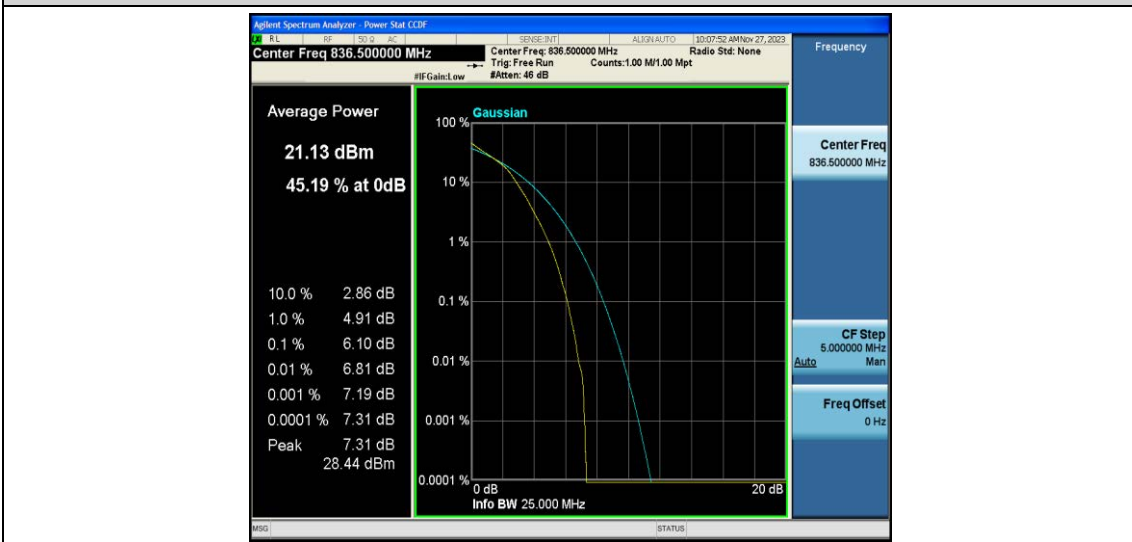 Agilent Spectrum Analyzer - Power Stat CCDF
RL RF 50 Ω AC SENSE:INT ALIGN AUTO 10:07:52 AM Nov 27, 2023
Center Freq 836.500000 MHz
Center Freq: 836.500000 MHz Radio Std: None
Trig: Free Run Counts:1.00 M/1.00 Mpt
#IFGain:Low #Atten: 46 dB
Frequency
Average Power
21.13 dBm
45.19 % at 0dB
10.0 % 2.86 dB
1.0 % 4.91 dB
0.1 % 6.10 dB
0.01 % 6.81 dB
0.001 % 7.19 dB
0.0001 % 7.31 dB
Peak 7.31 dB
28.44 dBm
Gaussian
100 %
10 %
1 %
0.1 %
0.01 %
0.001 %
0.0001 %
0 dB 20 dB
Info BW 25.000 MHz
Center Freq
836.500000 MHz
CF Step
5.000000 MHz
Auto Man
Freq Offset
0 Hz
MSG STATUS